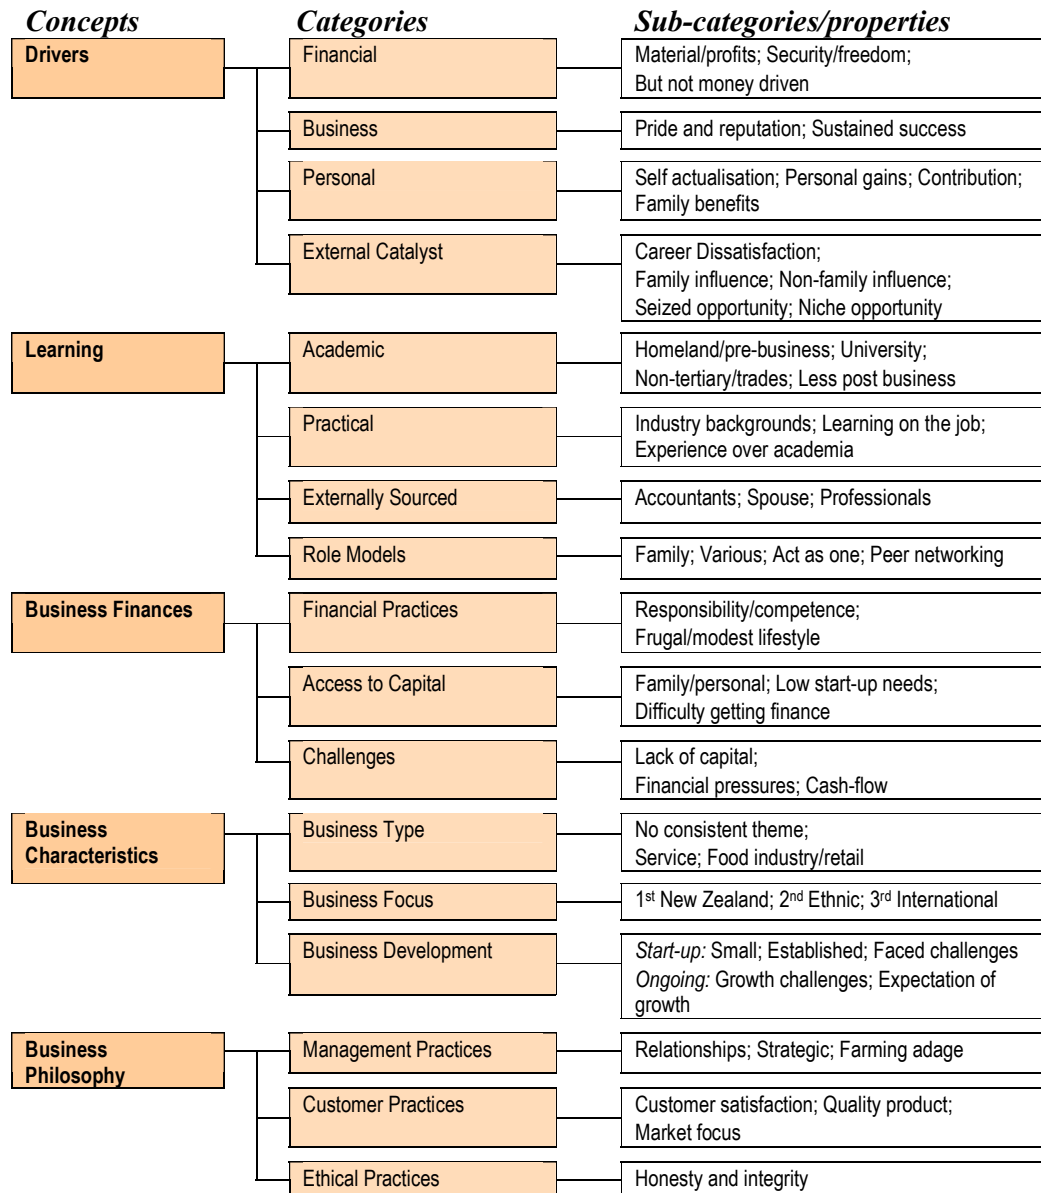 Concepts Categories Sub-categories/properties
Drivers Financial Material/profits; Security/freedom;
But not money driven
Business Pride and reputation; Sustained success
Personal Self actualisation; Personal gains; Contribution;
Family benefits
External Catalyst Career Dissatisfaction;
Family influence; Non-family influence;
Seized opportunity; Niche opportunity
Learning Academic Homeland/pre-business; University;
Non-tertiary/trades; Less post business
Practical Industry backgrounds; Learning on the job;
Experience over academia
Externally Sourced Accountants; Spouse; Professionals
Role Models Family; Various; Act as one; Peer networking
Business Finances Financial Practices Responsibility/competence;
Frugal/modest lifestyle
Access to Capital Family/personal; Low start-up needs;
Difficulty getting finance
Challenges Lack of capital;
Financial pressures; Cash-flow
Business Business Type No consistent theme;
Characteristics Service; Food industry/retail
Business Focus 1st New Zealand; 2nd Ethnic; 3rd International
Business Development Start-up: Small; Established; Faced challenges
Ongoing: Growth challenges; Expectation of
growth
Business Management Practices Relationships; Strategic; Farming adage
Philosophy
Customer Practices Customer satisfaction; Quality product;
Market focus
Ethical Practices Honesty and integrity